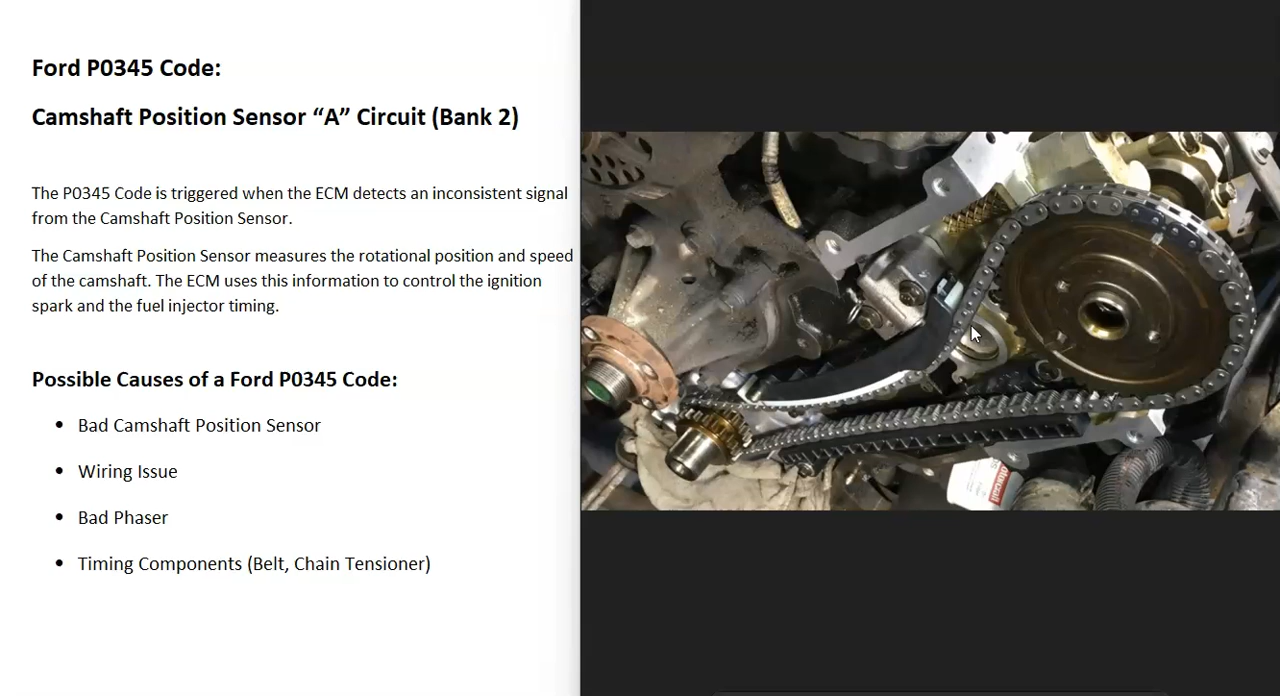 Ford P0345 Code:
Camshaft Position Sensor “A” Circuit (Bank 2)
The P0345 Code is triggered when the ECM detects an inconsistent signal
from the Camshaft Position Sensor.
The Camshaft Position Sensor measures the rotational position and speed
of the camshaft. The ECM uses this information to control the ignition
spark and the fuel injector timing.
Possible Causes of a Ford P0345 Code:
• Bad Camshaft Position Sensor
• Wiring Issue
• Bad Phaser
• Timing Components (Belt, Chain Tensioner)